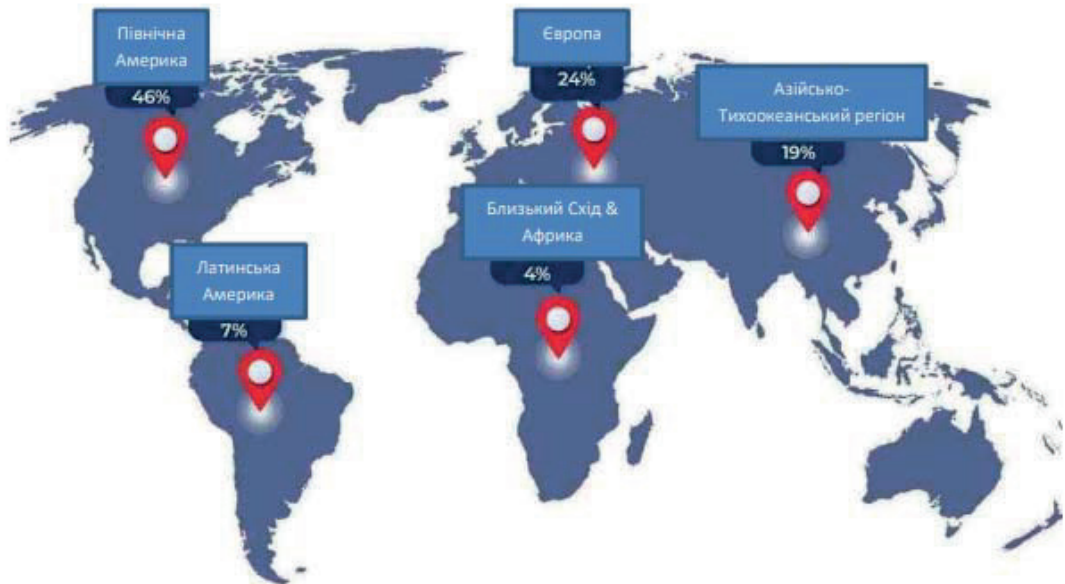 Північна
Америка
46%
Європа
24%
Азійсько-
Тихоокеанський регіон
19%
Близький Схід &
Африка
4%
Латинська
Америка
7%